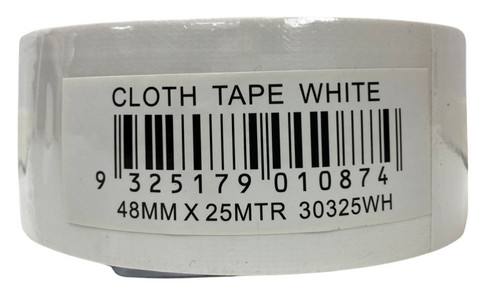 CLOTH TAPE WHITE
9 325179 010874
48MM X 25MTR 30325WH